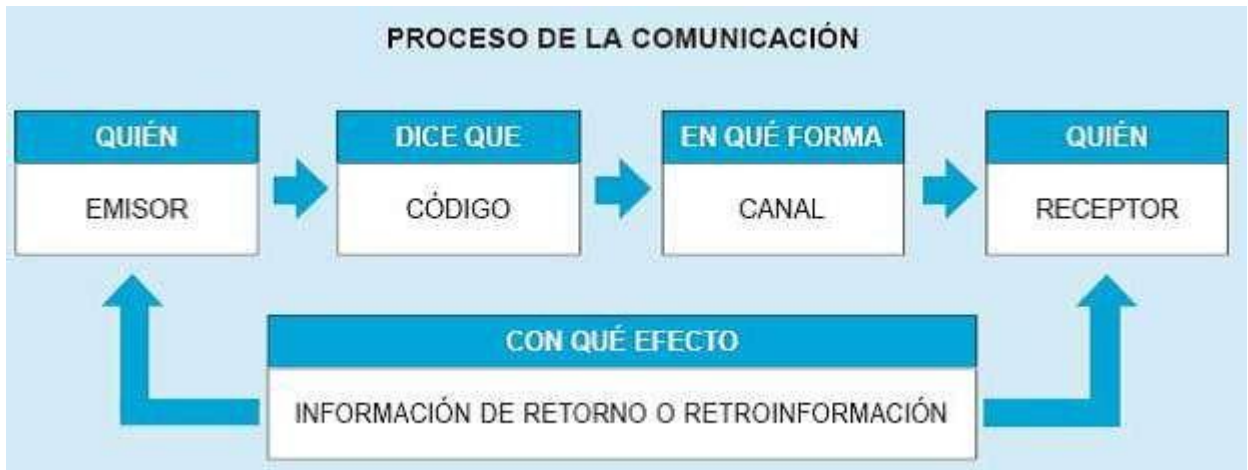 PROCESO DE LA COMUNICACIÓN
QUIÉN
EMISOR
DICE QUE
CÓDIGO
EN QUÉ FORMA
CANAL
QUIÉN
RECEPTOR
CON QUÉ EFECTO
INFORMACIÓN DE RETORNO O RETROINFORMACIÓN